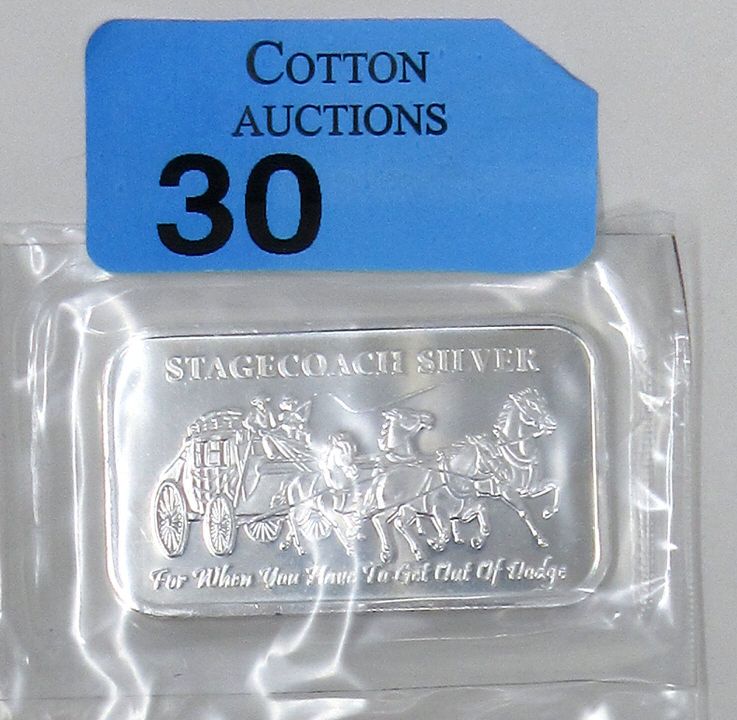 COTTON
AUCTIONS
30
STAGECOACH SILVER
For When You Have To Get Out Of Dodge